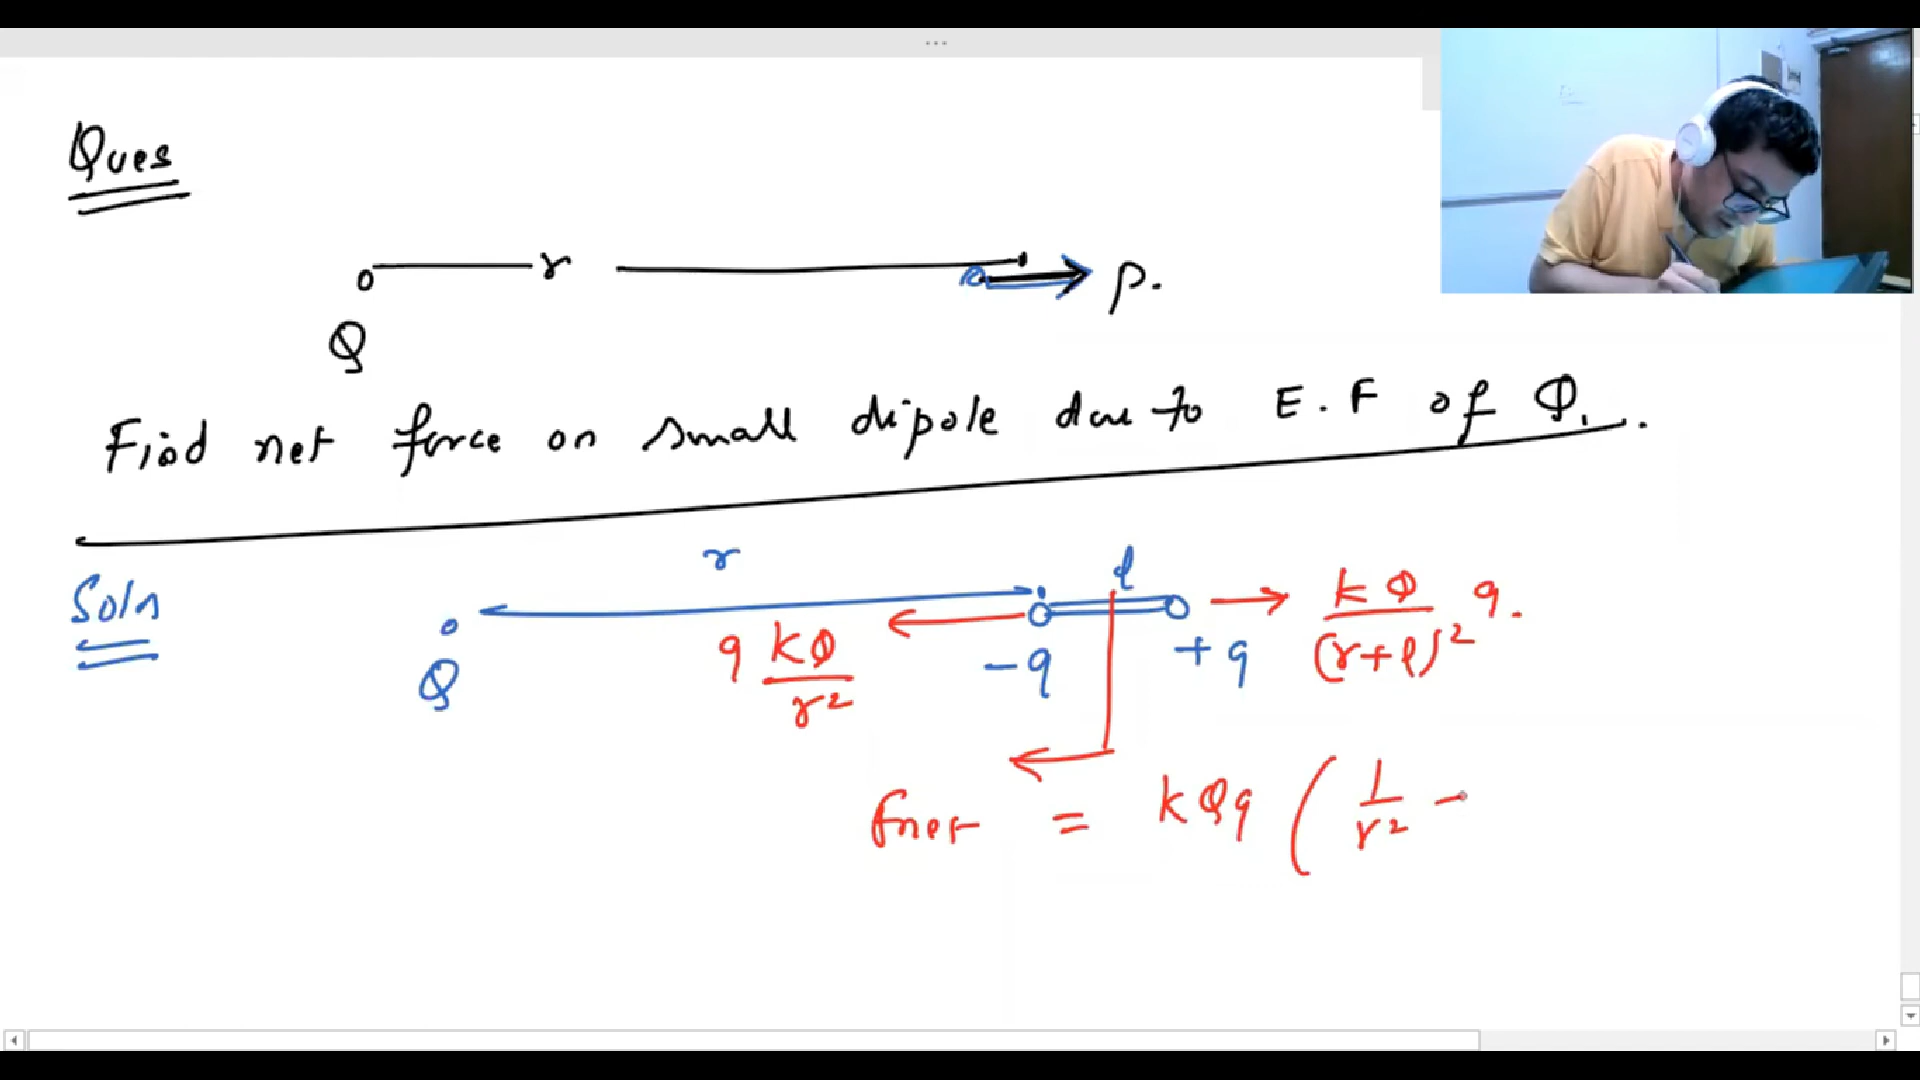 Ques
r
p.
Q
Find net force on small dipole due to E.F of Q.
Soln
r
l
Q
q kQ/r²
-q
+q
kQ/(r+l)² q.
Fnet = kQq ( 1/r² -